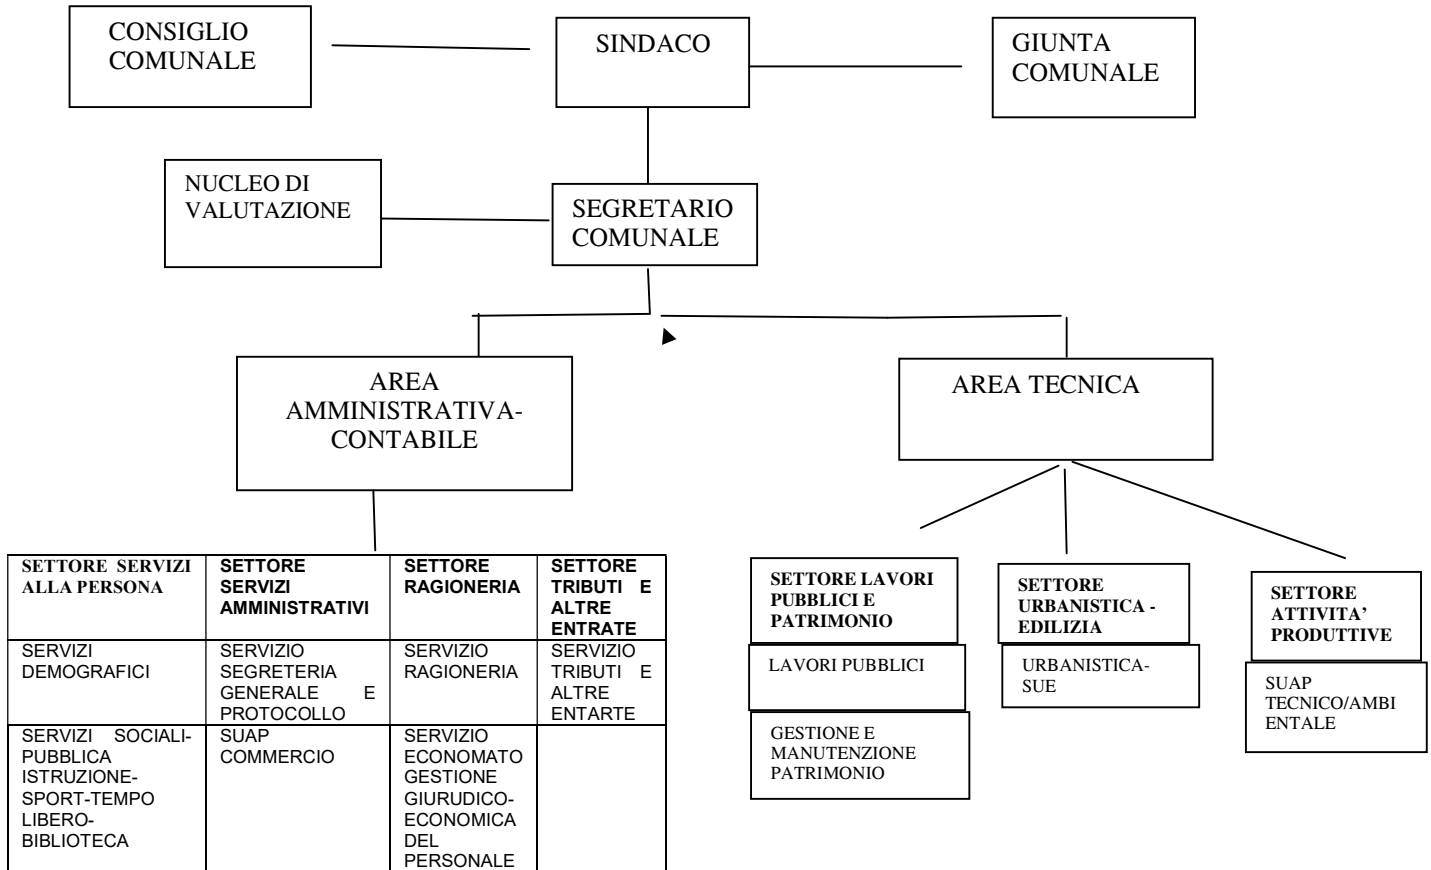 CONSIGLIO
COMUNALE
SINDACO
GIUNTA
COMUNALE
NUCLEO DI
VALUTAZIONE
SEGRETARIO
COMUNALE
AREA
AMMINISTRATIVA-
CONTABILE
AREA TECNICA
SETTORE SERVIZI
ALLA PERSONA
SETTORE
SERVIZI
AMMINISTRATIVI
SETTORE
RAGIONERIA
SETTORE
TRIBUTI E
ALTRE
ENTRATE
SERVIZI
DEMOGRAFICI
SERVIZIO
SEGRETERIA
GENERALE E
PROTOCOLLO
SERVIZIO
RAGIONERIA
SERVIZIO
TRIBUTI E
ALTRE
ENTARTE
SERVIZI SOCIALI-
PUBBLICA
ISTRUZIONE-
SPORT-TEMPO
LIBERO-
BIBLIOTECA
SUAP
COMMERCIO
SERVIZIO
ECONOMATO
GESTIONE
GIURUDICO-
ECONOMICA
DEL
PERSONALE
SETTORE LAVORI
PUBBLICI E
PATRIMONIO
LAVORI PUBBLICI
GESTIONE E
MANUTENZIONE
PATRIMONIO
SETTORE
URBANISTICA -
EDILIZIA
URBANISTICA-
SUE
SETTORE
ATTIVITA’
PRODUTTIVE
SUAP
TECNICO/AMBI
ENTALE